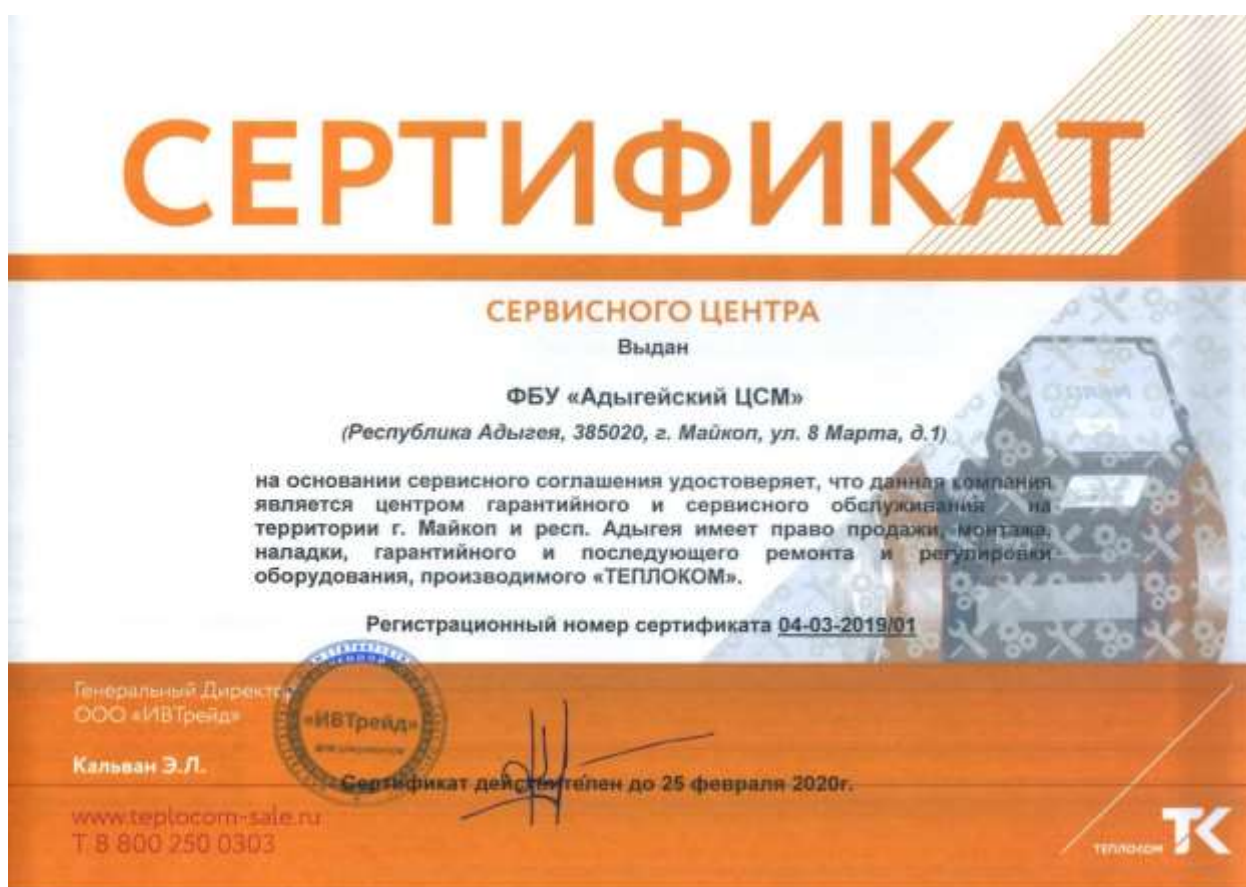 СЕРТИФИКАТ
СЕРВИСНОГО ЦЕНТРА
Выдан
ФБУ «Адыгейский ЦСМ»
(Республика Адыгея, 385020, г. Майкоп, ул. 8 Марта, д.1)
на основании сервисного соглашения удостоверяет, что данная компания
является центром гарантийного и сервисного обслуживания на
территории г. Майкоп и респ. Адыгея имеет право продажи, монтажа,
наладки, гарантийного и последующего ремонта и регулировки
оборудования, производимого «ТЕПЛОКОМ».
Регистрационный номер сертификата 04-03-2019/01
Генеральный Директор
ООО «ИВТрейд»
«ИВТрейд»
Кальван Э.Л.
Сертификат действителен до 25 февраля 2020г.
www.teplocom-sale.ru
Т 8 800 250 0303
ТЕПЛОКОМ ТК